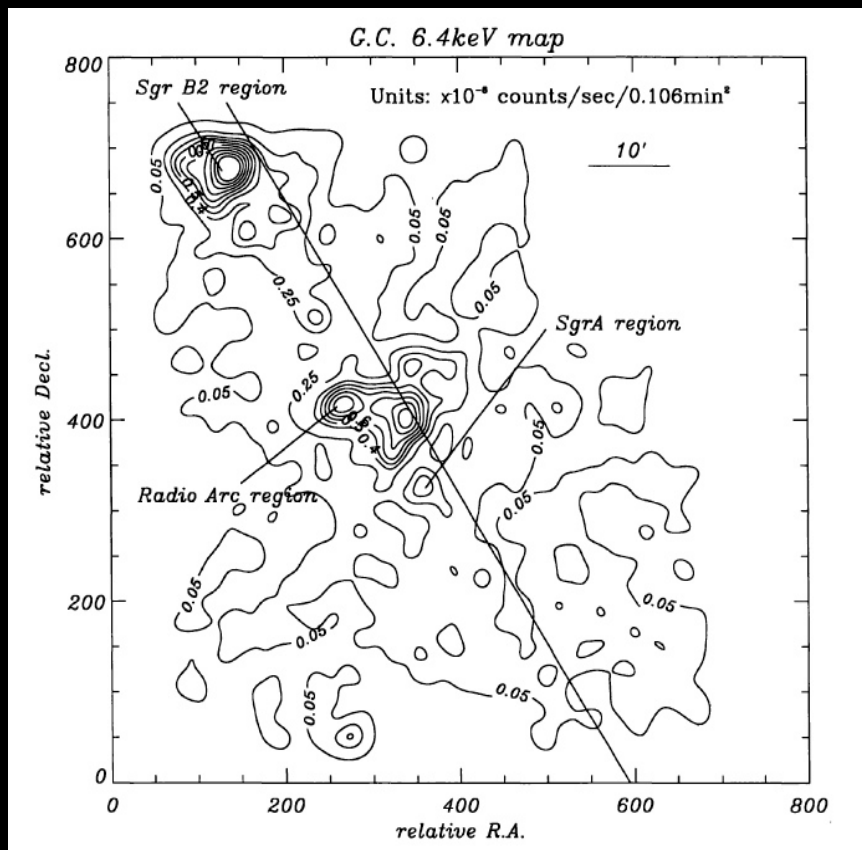 G.C. 6.4keV map
800
Sgr B2 region
Units: x10⁻⁶ counts/sec/0.106min²
10'
0.05
0.4
0.05
0.05
600
0.25
0.05
SgrA region
0.25
0.05
400
0.4
0.05
Radio Arc region
0.05
0.05
200
0.05
0.05
0.05
0.05
0
0 200 400 600 800
relative R.A.
relative Decl.